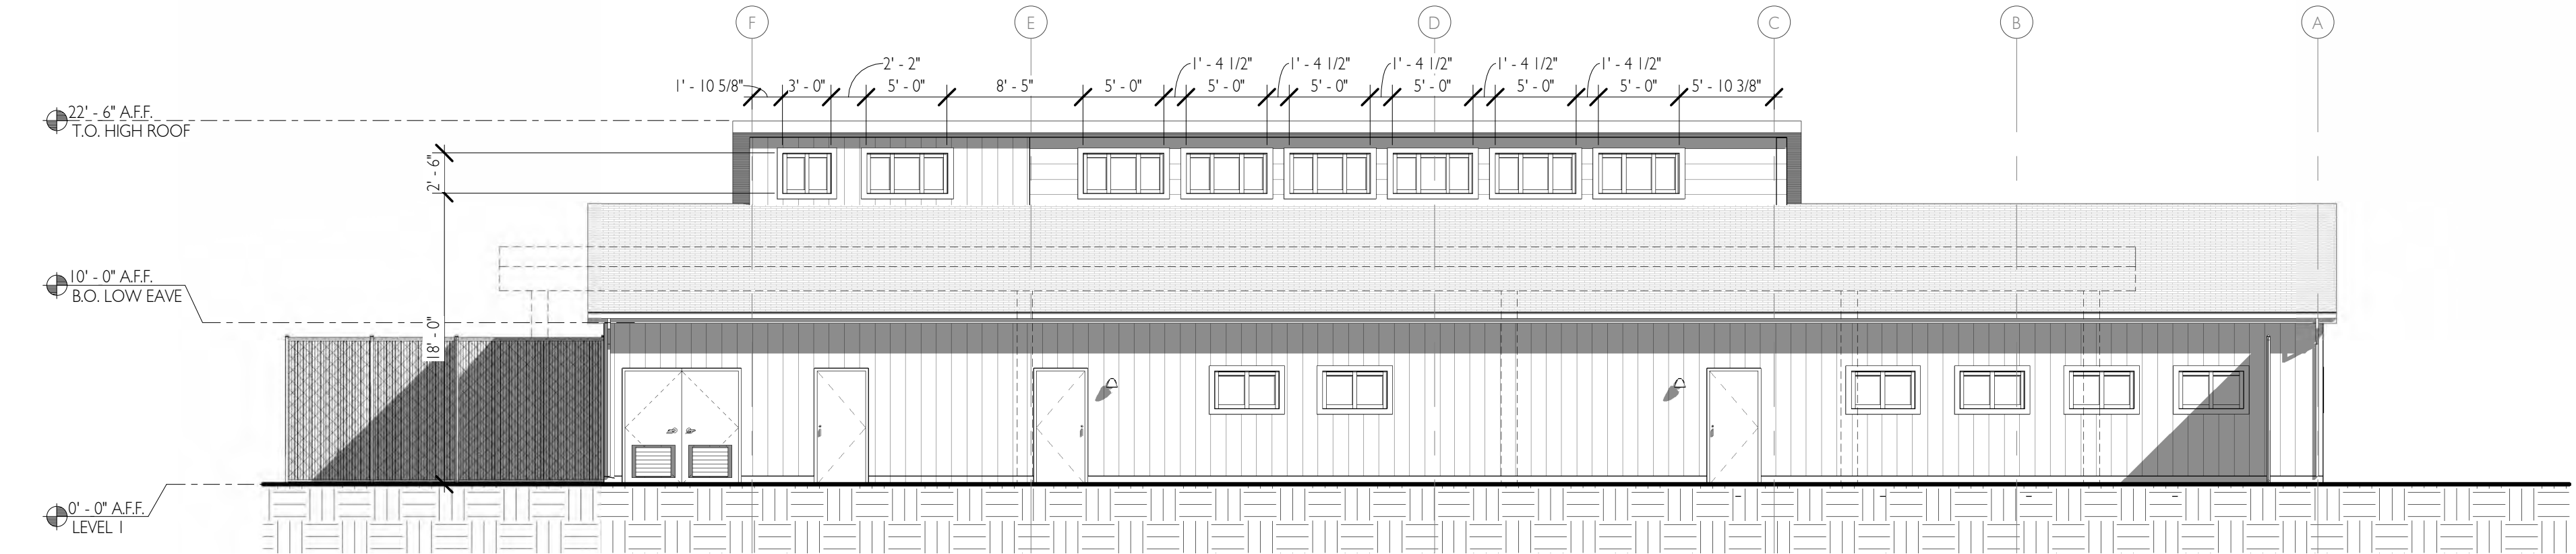 F E D C B A
2' - 2" 1' - 4 1/2" 1' - 4 1/2" 1' - 4 1/2" 1' - 4 1/2" 1' - 4 1/2"
1' - 10 5/8" 3' - 0" 5' - 0" 8' - 5" 5' - 0" 5' - 0" 5' - 0" 5' - 0" 5' - 0" 5' - 0" 5' - 10 3/8"
22' - 6" A.F.F.
T.O. HIGH ROOF
2' - 6"
10' - 0" A.F.F.
B.O. LOW EAVE
18' - 0"
0' - 0" A.F.F.
LEVEL 1